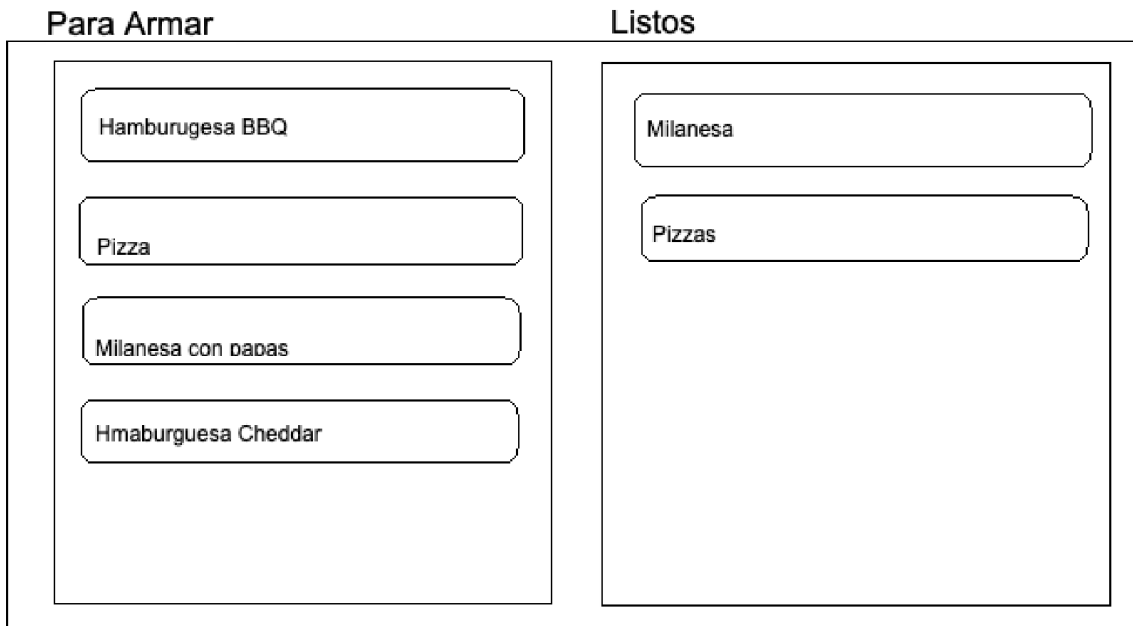 Para Armar
Hamburugesa BBQ
Pizza
Milanesa con papas
Hmaburguesa Cheddar
Listos
Milanesa
Pizzas